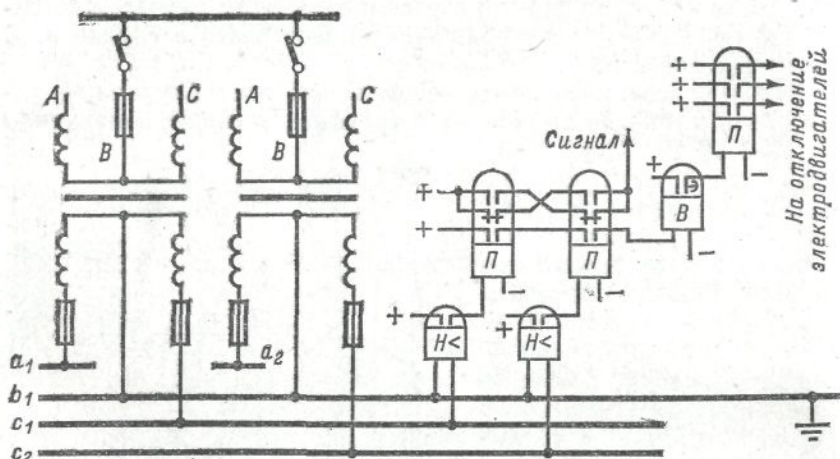 A
C
A
C
B
B
Сигнал
П
П
П
В
H<
H<
На отключение
электродвигателей
a1
a2
b1
c1
c2